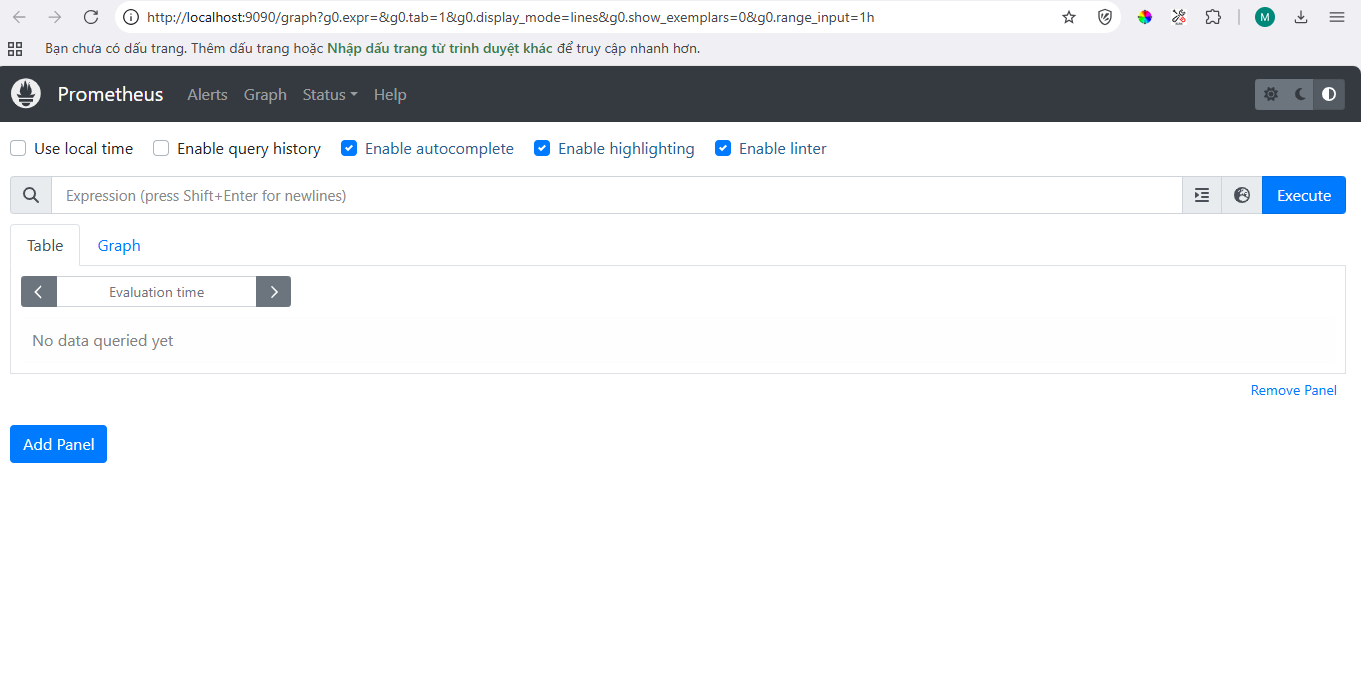 http://localhost:9090/graph?g0.expr=&g0.tab=1&g0.display_mode=lines&g0.show_exemplars=0&g0.range_input=1h
M
Bạn chưa có dấu trang. Thêm dấu trang hoặc Nhập dấu trang từ trình duyệt khác để truy cập nhanh hơn.
Prometheus Alerts Graph Status Help
Use local time Enable query history Enable autocomplete Enable highlighting Enable linter
Expression (press Shift+Enter for newlines) Execute
Table Graph
Evaluation time
No data queried yet
Remove Panel
Add Panel